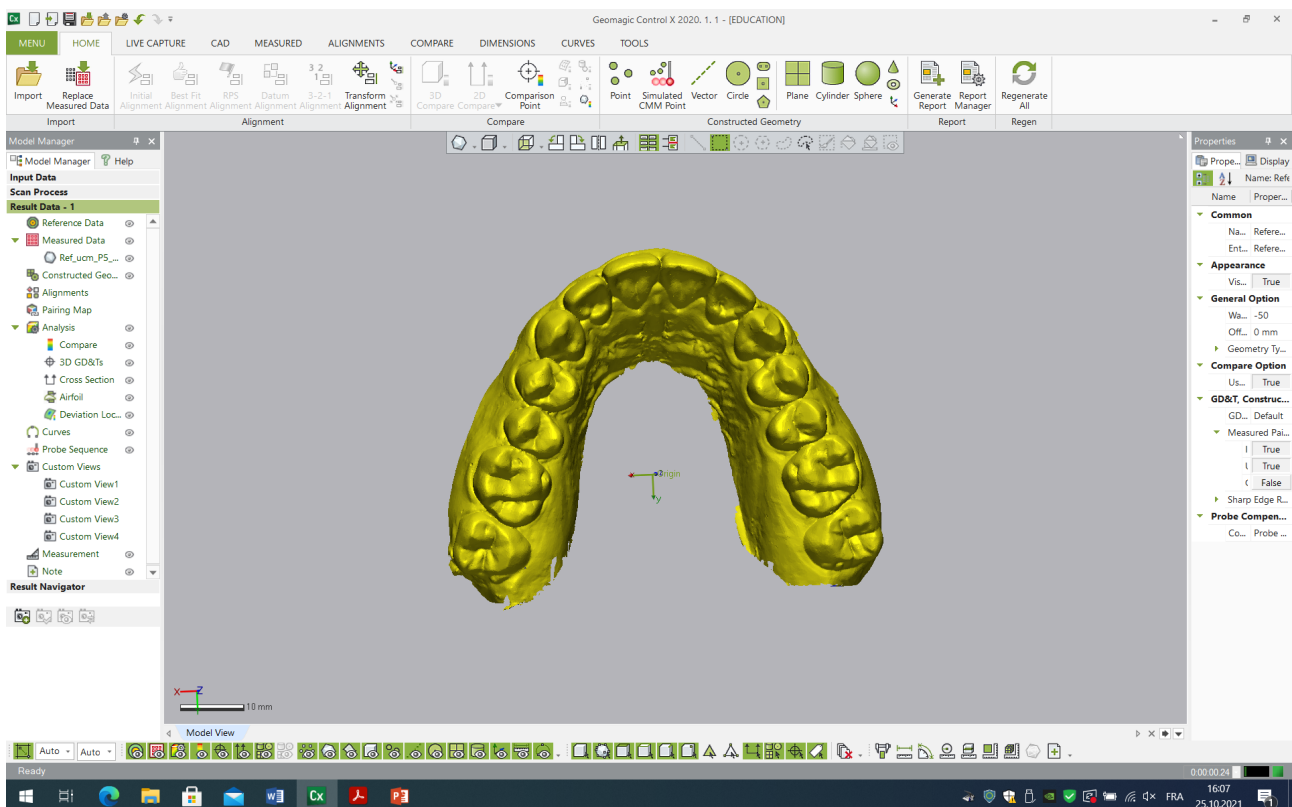 Geomagic Control X 2020. 1. 1 - [EDUCATION]
MENU HOME LIVE CAPTURE CAD MEASURED ALIGNMENTS COMPARE DIMENSIONS CURVES TOOLS
Import Replace Measured Data
Initial Alignment Best Fit Alignment RPS Alignment Datum Alignment 3-2-1 Alignment Transform Alignment
3D Compare 2D Compare Comparison Point
Point Simulated CMM Point Vector Circle Plane Cylinder Sphere
Generate Report Report Manager Regenerate All
Import Alignment Compare Constructed Geometry Report Regen
Model Manager
Model Manager Help
Input Data
Scan Process
Result Data - 1
Reference Data
Measured Data
Ref_ucm_P5_...
Constructed Geo...
Alignments
Pairing Map
Analysis
Compare
3D GD&Ts
Cross Section
Airfoil
Deviation Loc...
Curves
Probe Sequence
Custom Views
Custom View1
Custom View2
Custom View3
Custom View4
Measurement
Note
Result Navigator
Origin
Y
X Z
10 mm
Model View
Properties
Prope... Display
Name: Refe
Name Proper...
Common
Na... Refere...
Ent... Refere...
Appearance
Vis... True
General Option
Wa... -50
Off... 0 mm
Geometry Ty...
Compare Option
Us... True
GD&T, Construc...
GD... Default
Measured Pai...
True
True
False
Sharp Edge R...
Probe Compen...
Co... Probe ...
Auto Auto
Ready
0:00:00.24
FRA
16:07
25.10.2021